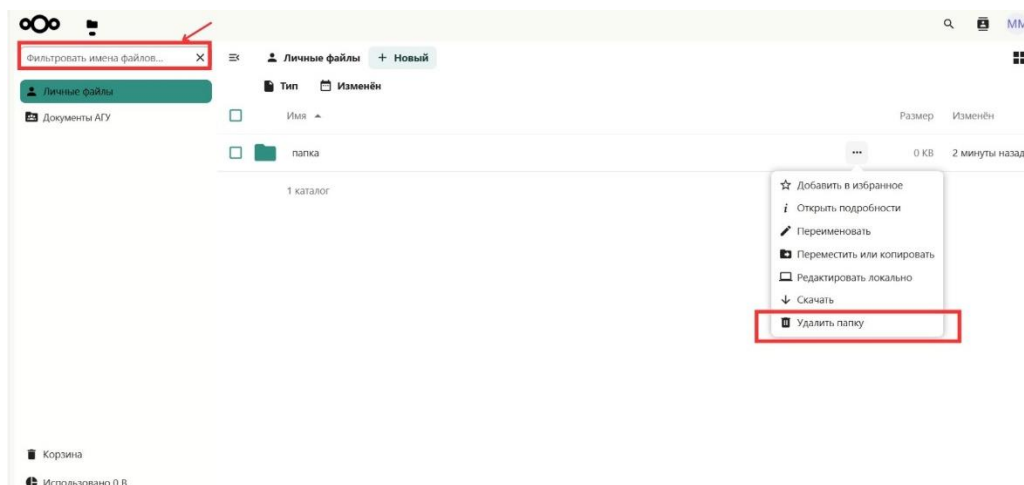 ММ
Фильтровать имена файлов...
Личные файлы + Новый
Личные файлы
Тип Изменён
Документы АГУ
Имя Размер Изменён
папка ... 0 KB 2 минуты назад
1 каталог
Добавить в избранное
Открыть подробности
Переименовать
Переместить или копировать
Редактировать локально
Скачать
Удалить папку
Корзина
Использовано 0 B